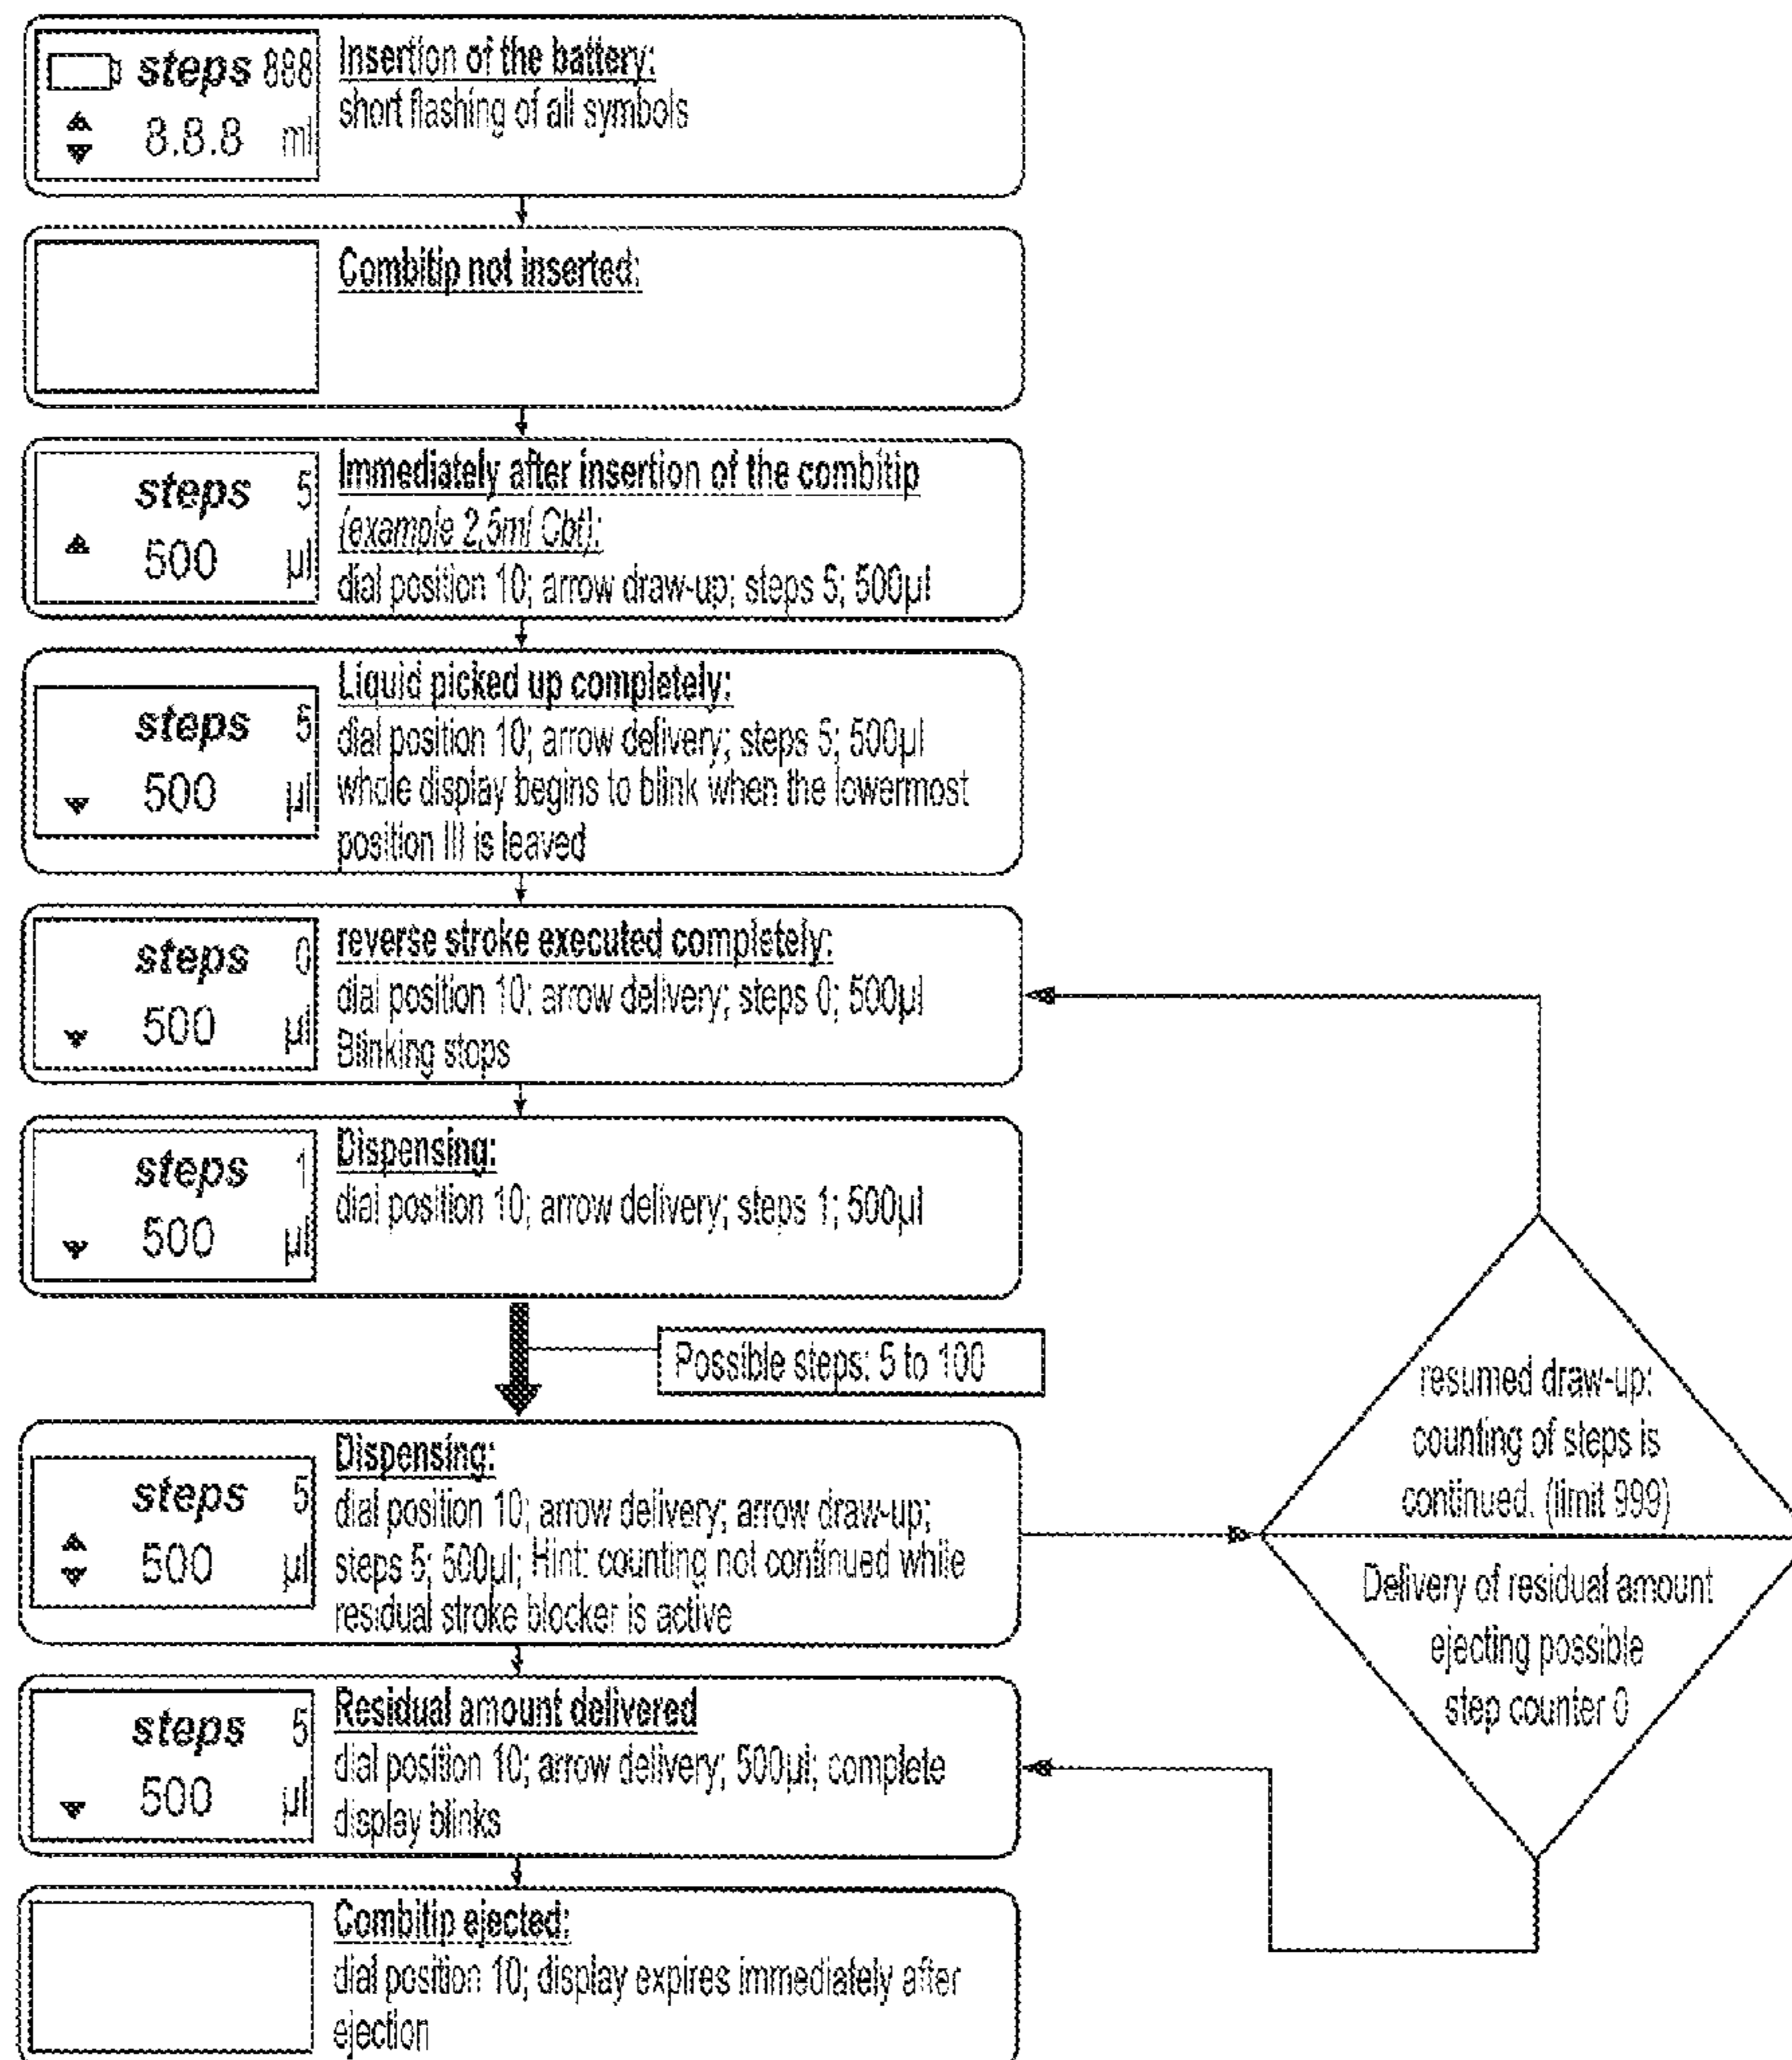 steps 888
8.8.8 ml
Insertion of the battery:
short flashing of all symbols
Combitip not inserted:
steps 5
500 µl
Immediately after insertion of the combitip
(example 2,5ml Cbt):
dial position 10; arrow draw-up; steps 5; 500µl
steps 5
500 µl
Liquid picked up completely:
dial position 10; arrow delivery; steps 5; 500µl
whole display begins to blink when the lowermost
position III is leaved
steps 0
500 µl
reverse stroke executed completely:
dial position 10; arrow delivery; steps 0; 500µl
Blinking stops
steps 1
500 µl
Dispensing:
dial position 10; arrow delivery; steps 1; 500µl
Possible steps: 5 to 100
steps 5
500 µl
Dispensing:
dial position 10; arrow delivery; arrow draw-up;
steps 5; 500µl; Hint: counting not continued while
residual stroke blocker is active
resumed draw-up:
counting of steps is
continued. (limit 999)
Delivery of residual amount
ejecting possible
step counter 0
steps 5
500 µl
Residual amount delivered
dial position 10; arrow delivery; 500µl; complete
display blinks
Combitip ejected:
dial position 10; display expires immediately after
ejection